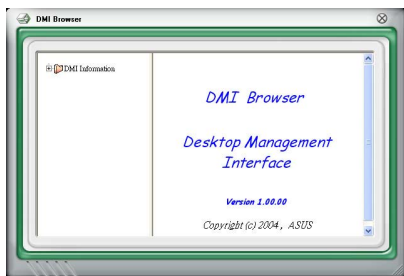 DMI Browser
DMI Information
DMI Browser
Desktop Management
Interface
Version 1.00.00
Copyright (c) 2004, ASUS